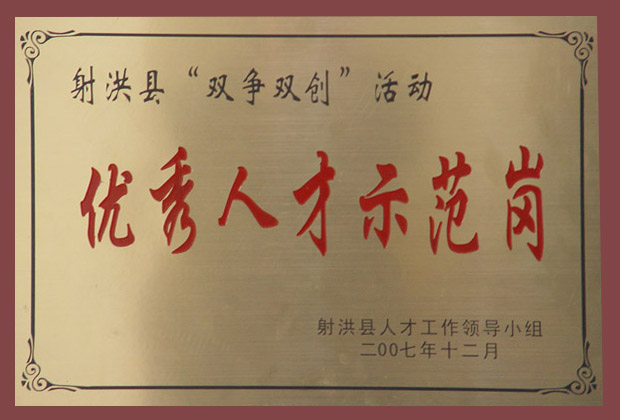 射洪县“双争双创”活动
优秀人才示范岗
射洪县人才工作领导小组
二00七年十二月